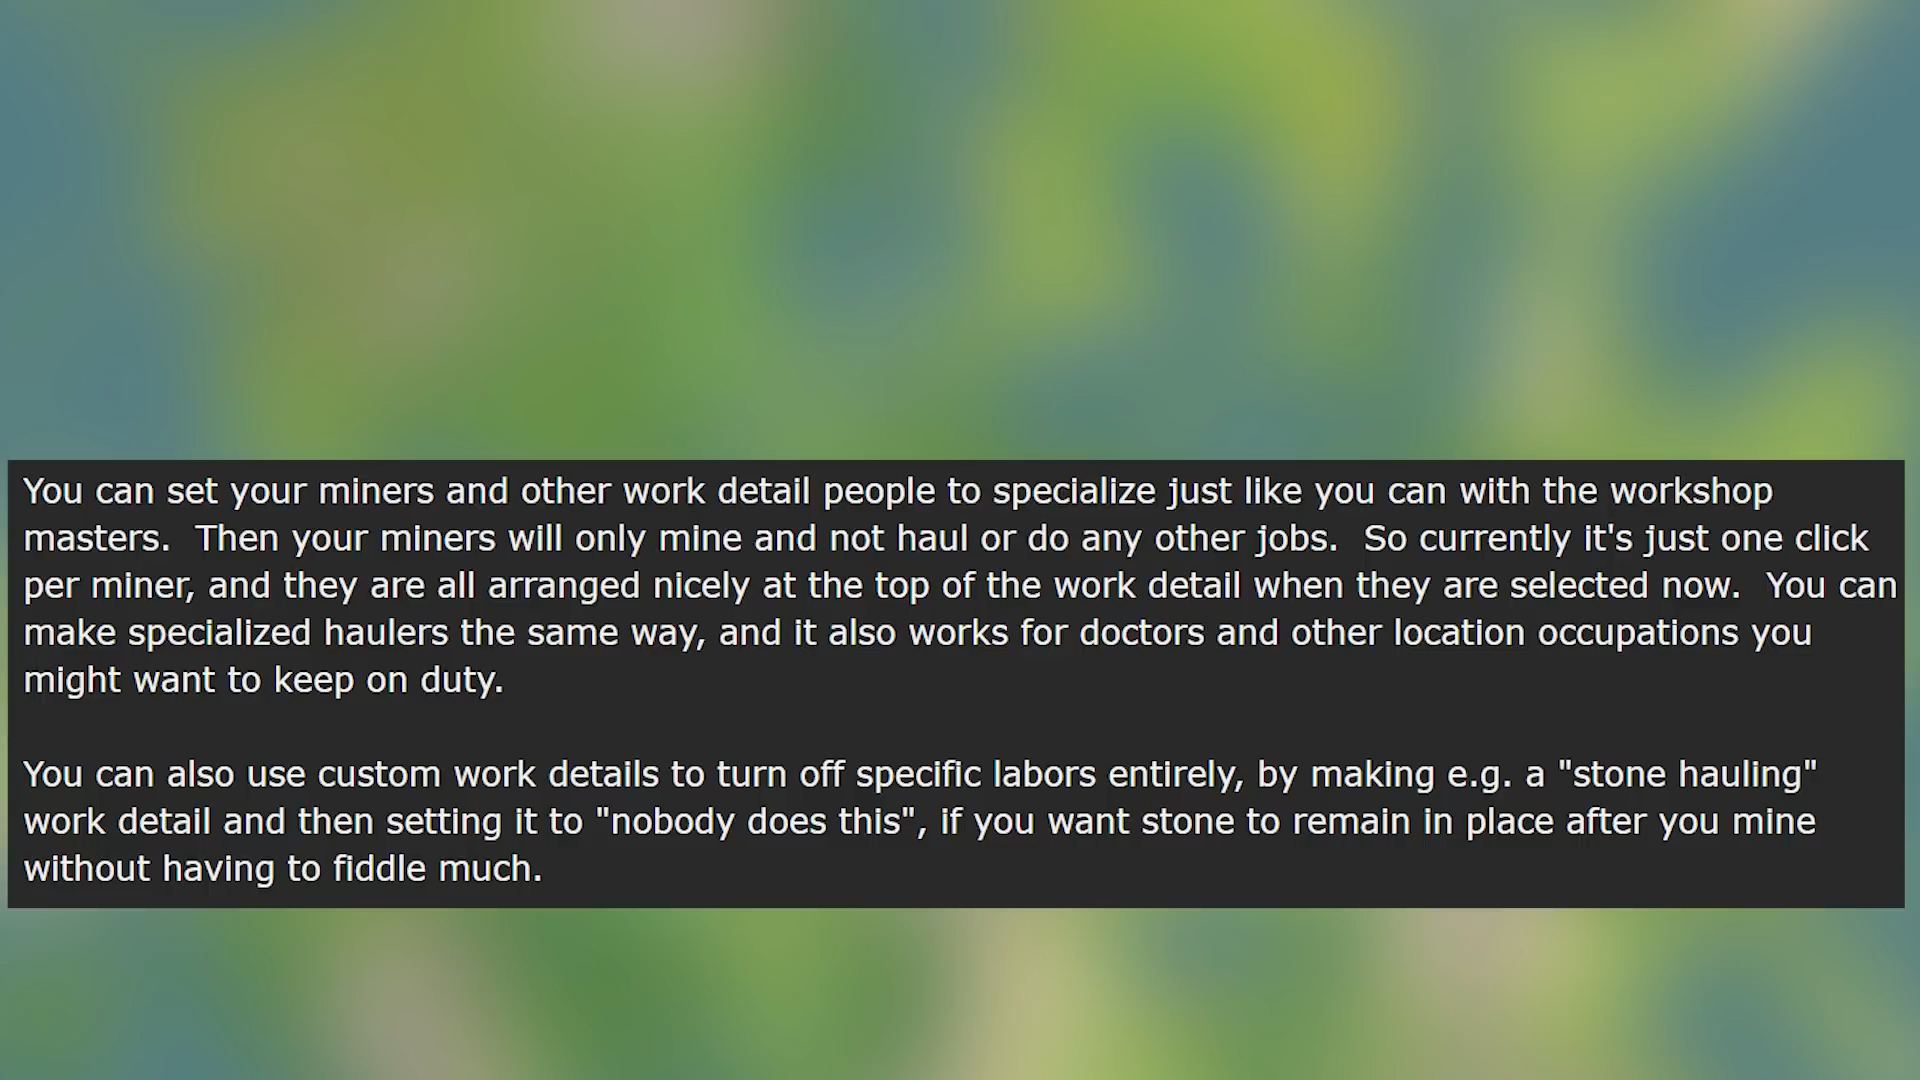 You can set your miners and other work detail people to specialize just like you can with the workshop
masters.  Then your miners will only mine and not haul or do any other jobs.  So currently it's just one click
per miner, and they are all arranged nicely at the top of the work detail when they are selected now.  You can
make specialized haulers the same way, and it also works for doctors and other location occupations you
might want to keep on duty.
You can also use custom work details to turn off specific labors entirely, by making e.g. a "stone hauling"
work detail and then setting it to "nobody does this", if you want stone to remain in place after you mine
without having to fiddle much.